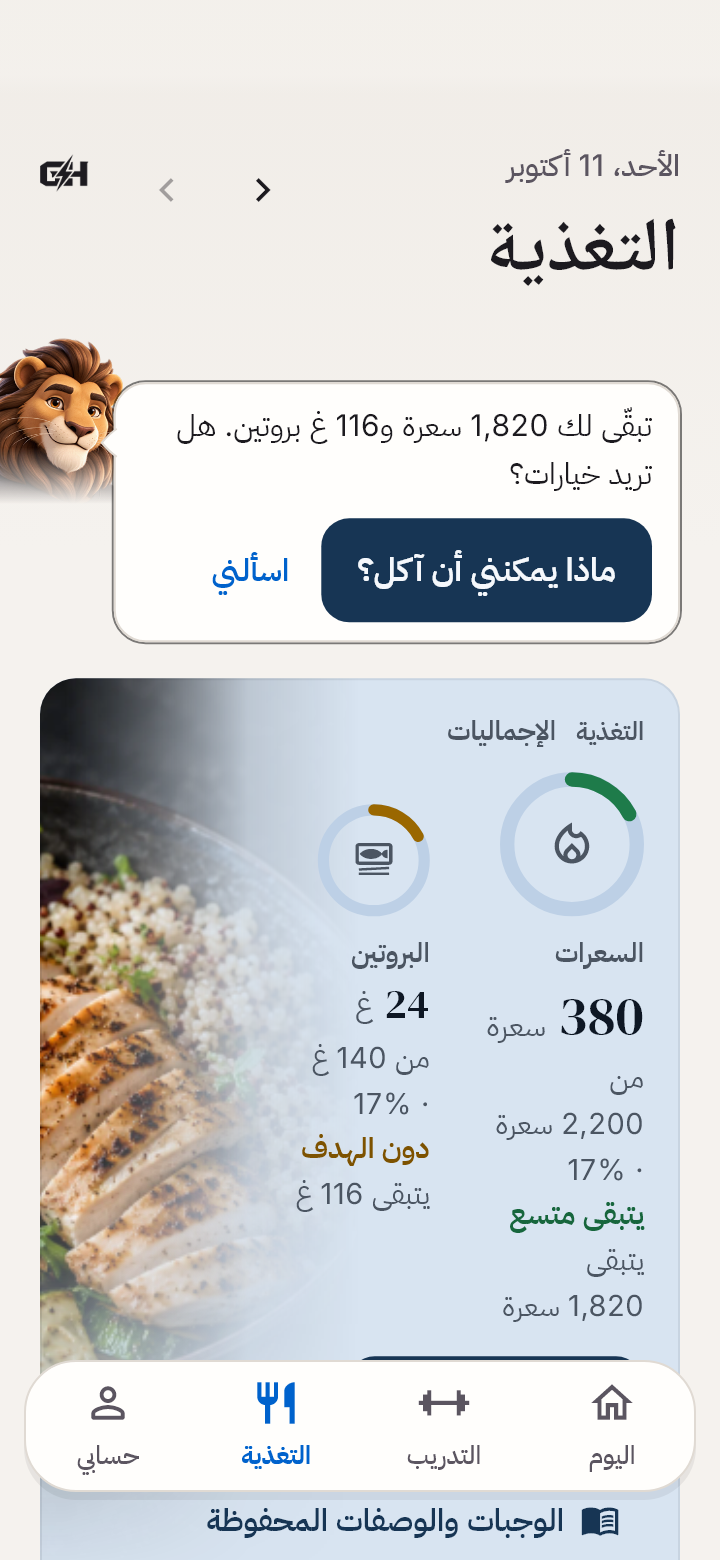 الأحد، 11 أكتوبر
GH
التغذية
تبقّى لك 1,820 سعرة و116 غ بروتين. هل
تريد خيارات؟
ماذا يمكنني أن آكل؟
اسألني
التغذية الإجماليات
السعرات
380 سعرة
من
2,200 سعرة
· 17%
يتبقى متسع
يتبقى
1,820 سعرة
البروتين
24 غ
من 140 غ
· 17%
دون الهدف
يتبقى 116 غ
اليوم
التدريب
التغذية
حسابي
الوجبات والوصفات المحفوظة